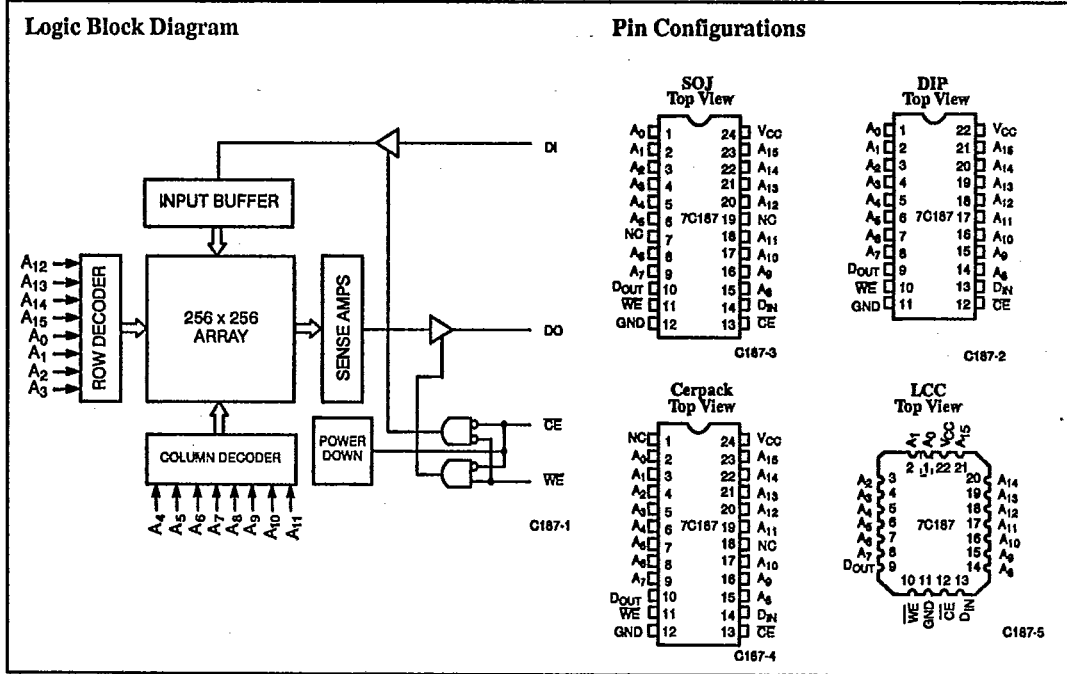 Logic Block Diagram
DI
INPUT BUFFER
A12
A13
A14
A15
A0
A1
A2
A3
ROW DECODER
256 x 256
ARRAY
SENSE AMPS
DO
COLUMN DECODER
POWER
DOWN
CE
WE
A4 A5 A6 A7 A8 A9 A10 A11
C187-1
Pin Configurations
SOJ
Top View
A0 1 24 VCC
A1 2 23 A15
A2 3 22 A14
A3 4 21 A13
A4 5 20 A12
A5 6 7C187 19 NC
NC 7 18 A11
A6 8 17 A10
A7 9 16 A9
DOUT 10 15 A8
WE 11 14 DIN
GND 12 13 CE
C187-3
DIP
Top View
A0 1 22 VCC
A1 2 21 A15
A2 3 20 A14
A3 4 19 A13
A4 5 18 A12
A5 6 7C187 17 A11
A6 7 16 A10
A7 8 15 A9
DOUT 9 14 A8
WE 10 13 DIN
GND 11 12 CE
C187-2
Cerpack
Top View
NC 1 24 VCC
A0 2 23 A15
A1 3 22 A14
A2 4 21 A13
A3 5 20 A12
A4 6 7C187 19 A11
A5 7 18 NC
A6 8 17 A10
A7 9 16 A9
DOUT 10 15 A8
WE 11 14 DIN
GND 12 13 CE
C187-4
LCC
Top View
A1 A0 VCC A15
2 1 22 21
A2 3 20 A14
A3 4 19 A13
A4 5 18 A12
A5 6 7C187 17 A11
A6 7 16 A10
A7 8 15 A9
DOUT 9 14 A8
10 11 12 13
WE GND CE DIN
C187-5